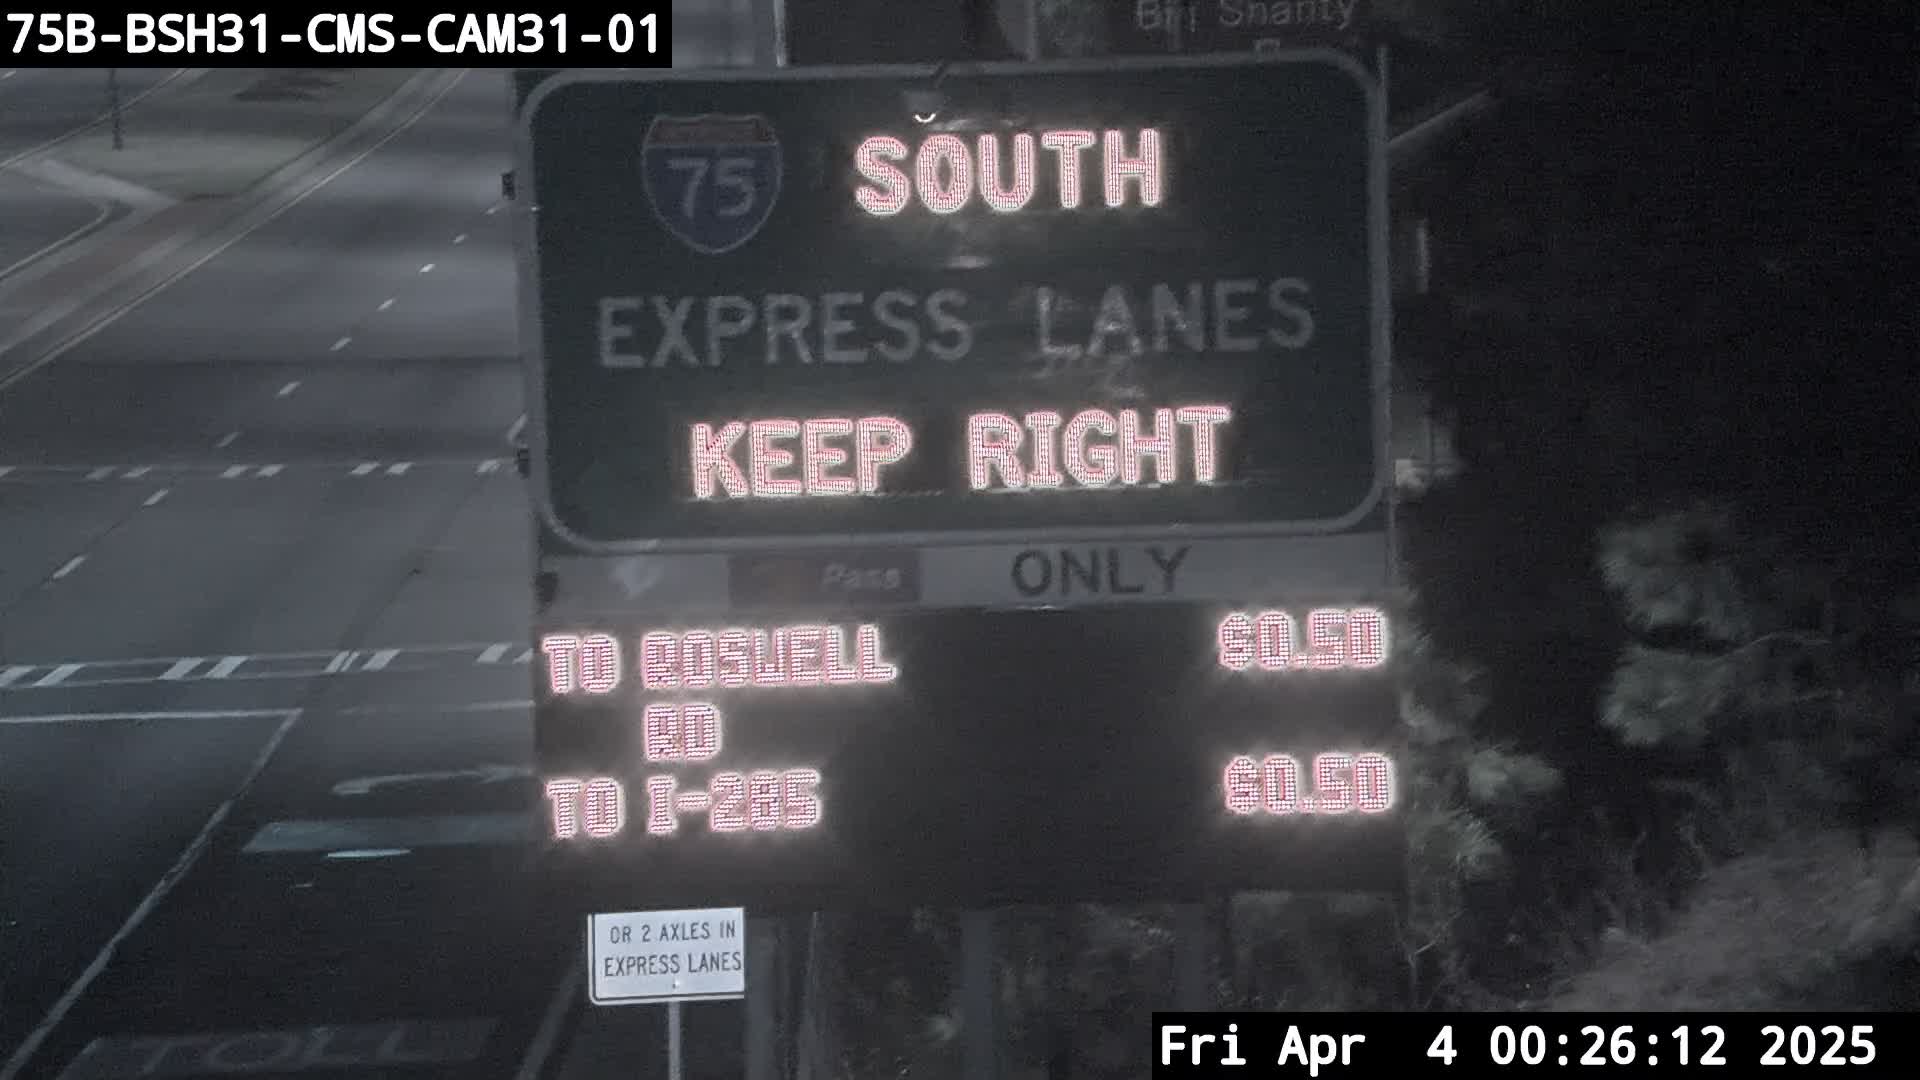 75B-BSH31-CMS-CAM31-01
75 SOUTH
EXPRESS LANES
KEEP RIGHT
Pass ONLY
TO ROSWELL $0.50
RD
TO I-285 $0.50
OR 2 AXLES IN
EXPRESS LANES
TOLL
Fri Apr 4 00:26:12 2025